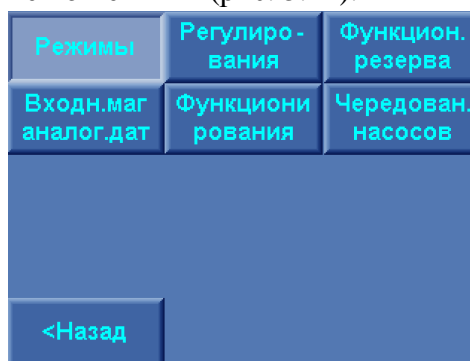 Режимы
Регулиро-
вания
Функцион.
резерва
Входн.маг
аналог.дат
Функциони
рования
Чередован.
насосов
<Назад